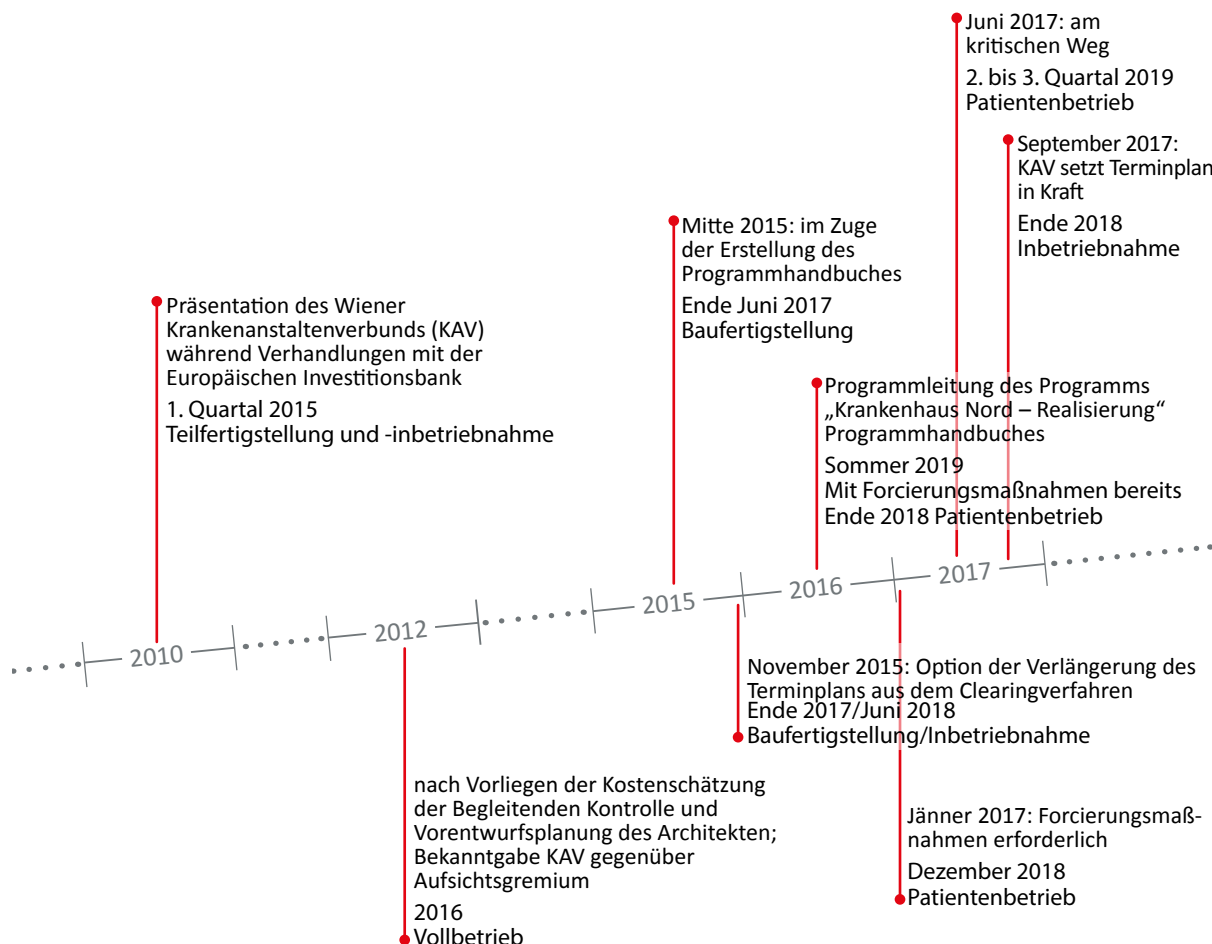 Juni 2017: am
kritischen Weg
2. bis 3. Quartal 2019
Patientenbetrieb
September 2017:
KAV setzt Terminplan
in Kraft
Ende 2018
Inbetriebnahme
Mitte 2015: im Zuge
der Erstellung des
Programmhandbuches
Ende Juni 2017
Baufertigstellung
Präsentation des Wiener
Krankenanstaltenverbunds (KAV)
während Verhandlungen mit der
Europäischen Investitionsbank
1. Quartal 2015
Teilfertigstellung und -inbetriebnahme
Programmleitung des Programms
„Krankenhaus Nord – Realisierung“
Programmhandbuches
Sommer 2019
Mit Forcierungsmaßnahmen bereits
Ende 2018 Patientenbetrieb
2010
2012
2015
2016
2017
November 2015: Option der Verlängerung des
Terminplans aus dem Clearingverfahren
Ende 2017/Juni 2018
Baufertigstellung/Inbetriebnahme
nach Vorliegen der Kostenschätzung
der Begleitenden Kontrolle und
Vorentwurfsplanung des Architekten;
Bekanntgabe KAV gegenüber
Aufsichtsgremium
2016
Vollbetrieb
Jänner 2017: Forcierungsmaß-
nahmen erforderlich
Dezember 2018
Patientenbetrieb